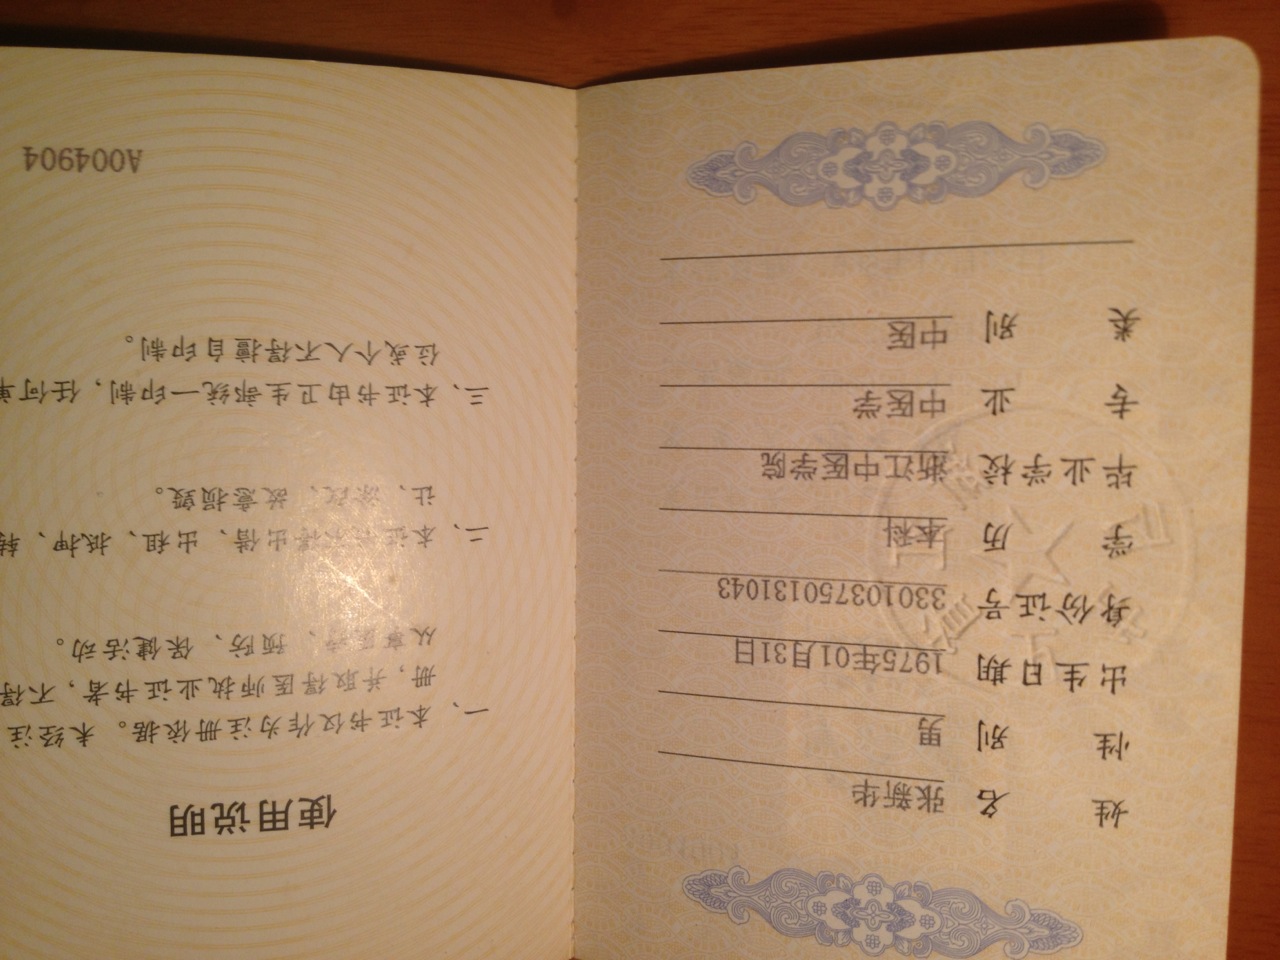 姓 名 张新华
性 别 男
出生日期 1975年01月31日
身份证号 330103750131043
学 历 本科
毕业学校 浙江中医学院
专 业 中医学
类 别 中医
使用说明
一、本证书仅作为注册依据。未经注
册，并取得医师执业证书者，不得
从事医疗、预防、保健活动。
二、本证书不得出借、出租、抵押、转
让、涂改、故意损毁。
三、本证书由卫生部统一印制，任何单
位或个人不得擅自印制。
A004904